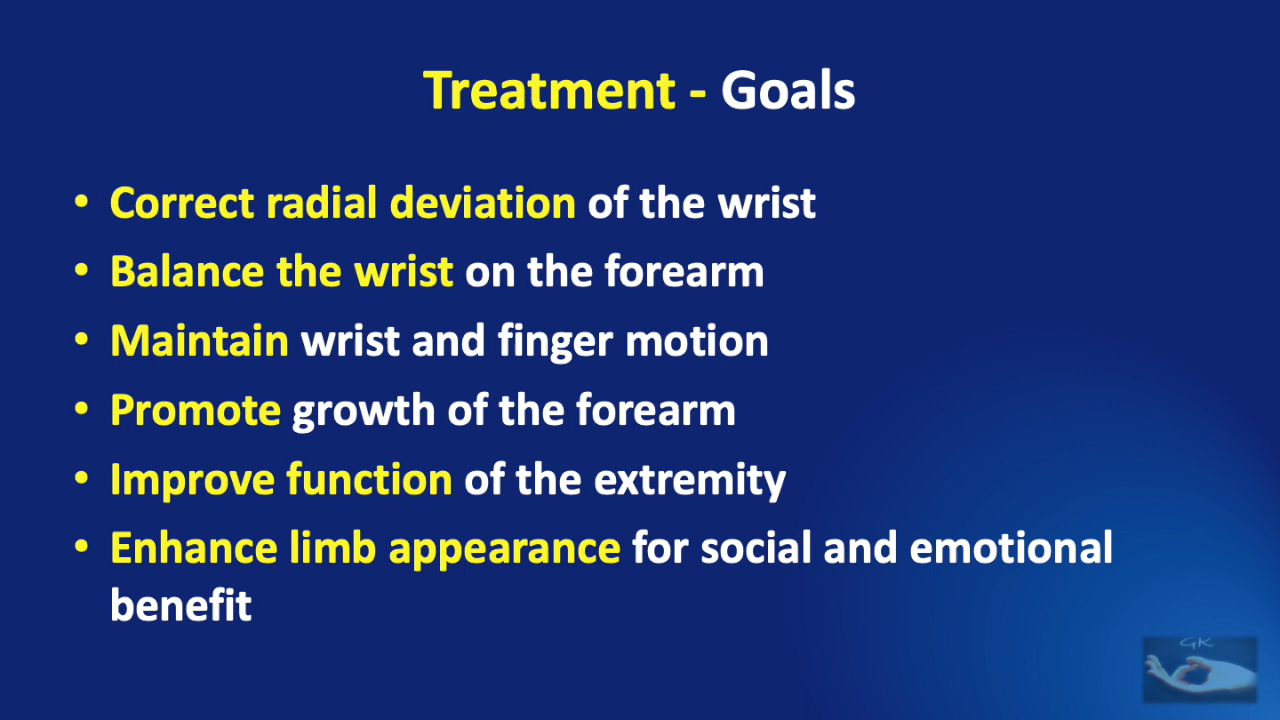 Treatment - Goals
• Correct radial deviation of the wrist
• Balance the wrist on the forearm
• Maintain wrist and finger motion
• Promote growth of the forearm
• Improve function of the extremity
• Enhance limb appearance for social and emotional
benefit
GK